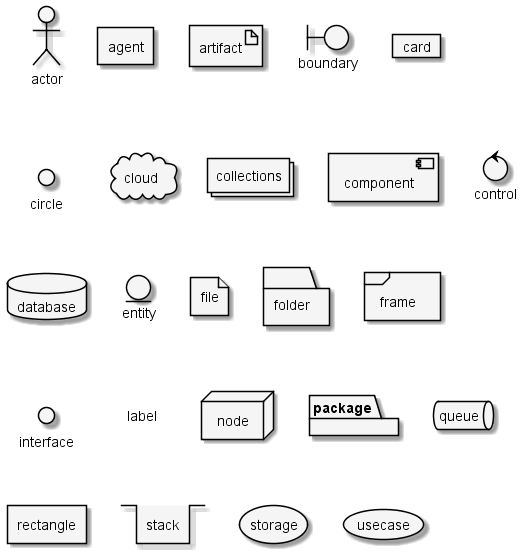 actor
agent
artifact
boundary
card
circle
cloud
collections
component
control
database
entity
file
folder
frame
interface
label
node
package
queue
rectangle
stack
storage
usecase